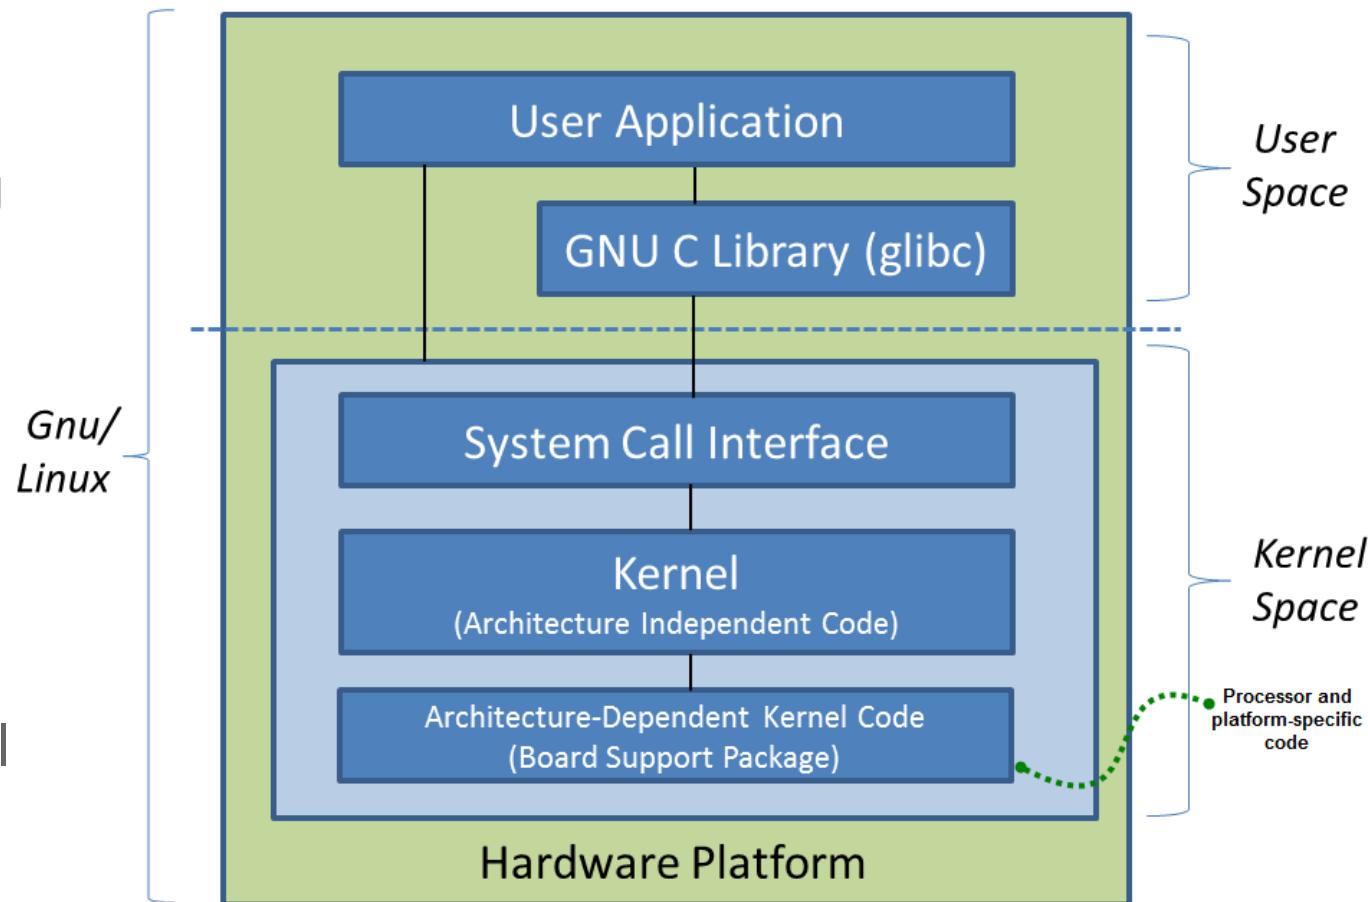 User Application
GNU C Library (glibc)
User
Space
Gnu/
Linux
System Call Interface
Kernel
(Architecture Independent Code)
Architecture-Dependent Kernel Code
(Board Support Package)
Kernel
Space
Processor and
platform-specific
code
Hardware Platform